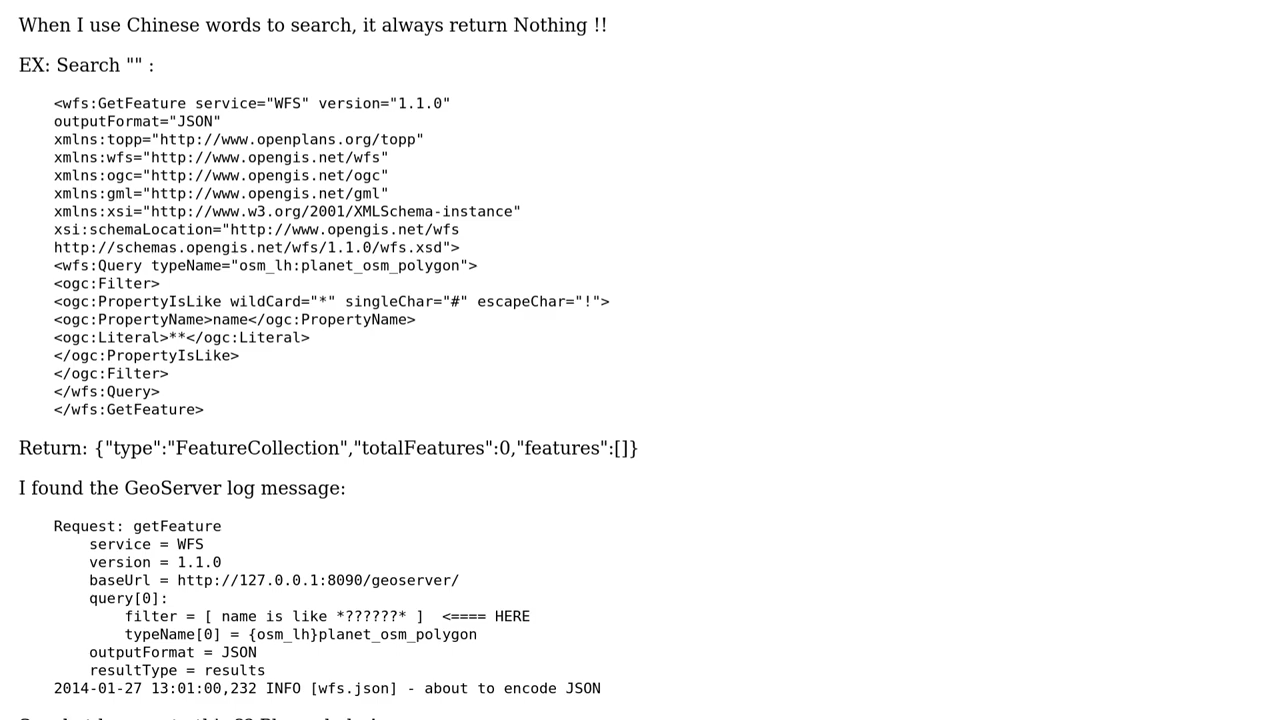 When I use Chinese words to search, it always return Nothing !!
EX: Search "" :
<wfs:GetFeature service="WFS" version="1.1.0"
outputFormat="JSON"
xmlns:topp="http://www.openplans.org/topp"
xmlns:wfs="http://www.opengis.net/wfs"
xmlns:ogc="http://www.opengis.net/ogc"
xmlns:gml="http://www.opengis.net/gml"
xmlns:xsi="http://www.w3.org/2001/XMLSchema-instance"
xsi:schemaLocation="http://www.opengis.net/wfs
http://schemas.opengis.net/wfs/1.1.0/wfs.xsd">
<wfs:Query typeName="osm_lh:planet_osm_polygon">
<ogc:Filter>
<ogc:PropertyIsLike wildCard="*" singleChar="#" escapeChar="!">
<ogc:PropertyName>name</ogc:PropertyName>
<ogc:Literal>**</ogc:Literal>
</ogc:PropertyIsLike>
</ogc:Filter>
</wfs:Query>
</wfs:GetFeature>
Return: {"type":"FeatureCollection","totalFeatures":0,"features":[]}
I found the GeoServer log message:
Request: getFeature
service = WFS
version = 1.1.0
baseUrl = http://127.0.0.1:8090/geoserver/
query[0]:
filter = [ name is like *??????* ]  <==== HERE
typeName[0] = {osm_lh}planet_osm_polygon
outputFormat = JSON
resultType = results
2014-01-27 13:01:00,232 INFO [wfs.json] - about to encode JSON